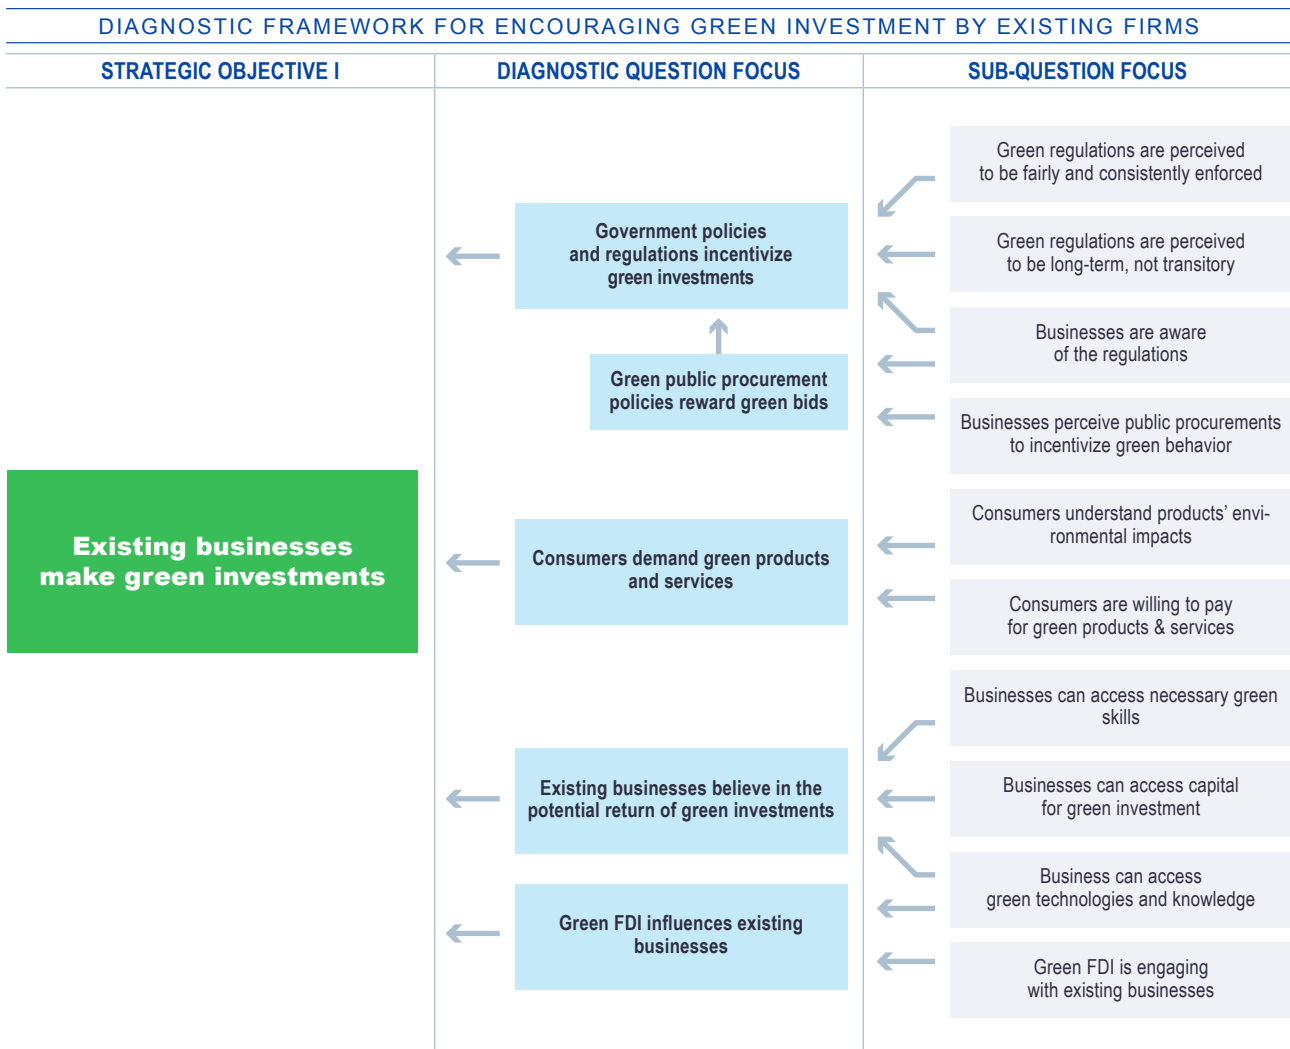 DIAGNOSTIC FRAMEWORK FOR ENCOURAGING GREEN INVESTMENT BY EXISTING FIRMS
STRATEGIC OBJECTIVE I
DIAGNOSTIC QUESTION FOCUS
SUB-QUESTION FOCUS
Existing businesses
make green investments
Government policies
and regulations incentivize
green investments
Green public procurement
policies reward green bids
Consumers demand green products
and services
Existing businesses believe in the
potential return of green investments
Green FDI influences existing
businesses
Green regulations are perceived
to be fairly and consistently enforced
Green regulations are perceived
to be long-term, not transitory
Businesses are aware
of the regulations
Businesses perceive public procurements
to incentivize green behavior
Consumers understand products’ envi-
ronmental impacts
Consumers are willing to pay
for green products & services
Businesses can access necessary green
skills
Businesses can access capital
for green investment
Business can access
green technologies and knowledge
Green FDI is engaging
with existing businesses